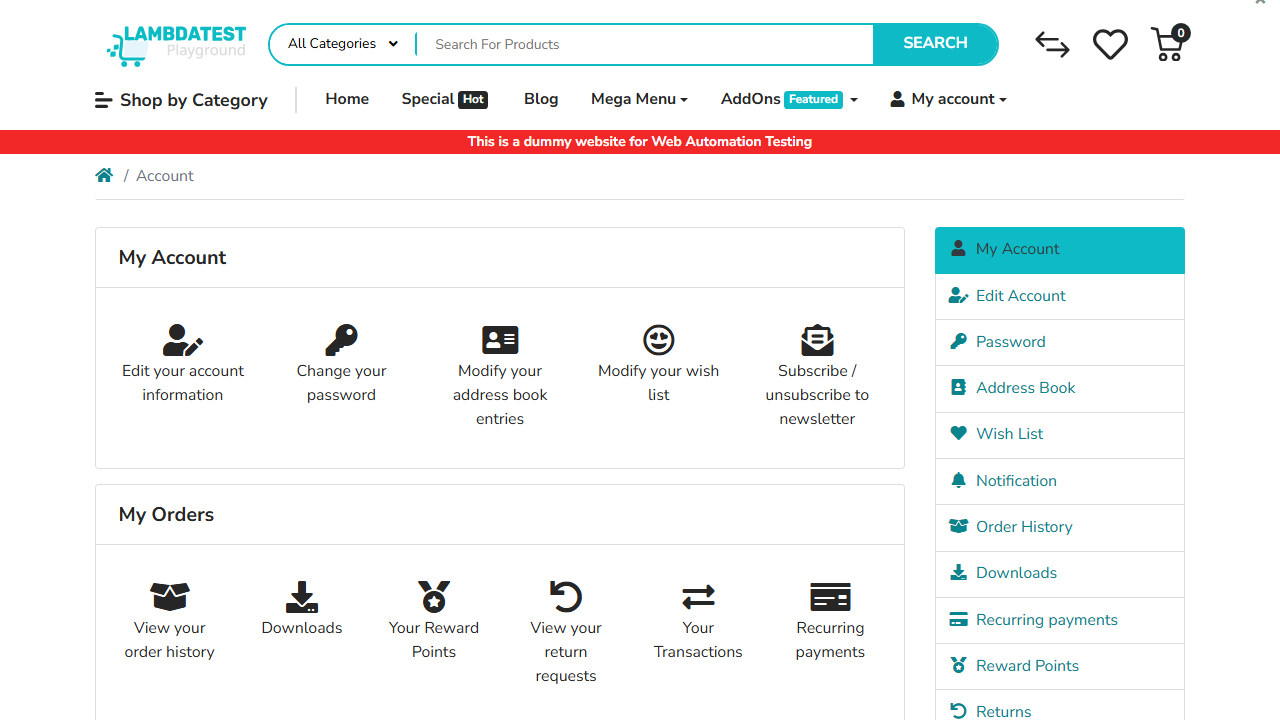 LAMBDATEST
Playground
All Categories
Search For Products
SEARCH
0
Shop by Category
Home
Special Hot
Blog
Mega Menu
AddOns Featured
My account
This is a dummy website for Web Automation Testing
/ Account
My Account
Edit your account
information
Change your
password
Modify your
address book
entries
Modify your wish
list
Subscribe /
unsubscribe to
newsletter
My Orders
View your
order history
Downloads
Your Reward
Points
View your
return
requests
Your
Transactions
Recurring
payments
My Account
Edit Account
Password
Address Book
Wish List
Notification
Order History
Downloads
Recurring payments
Reward Points
Returns